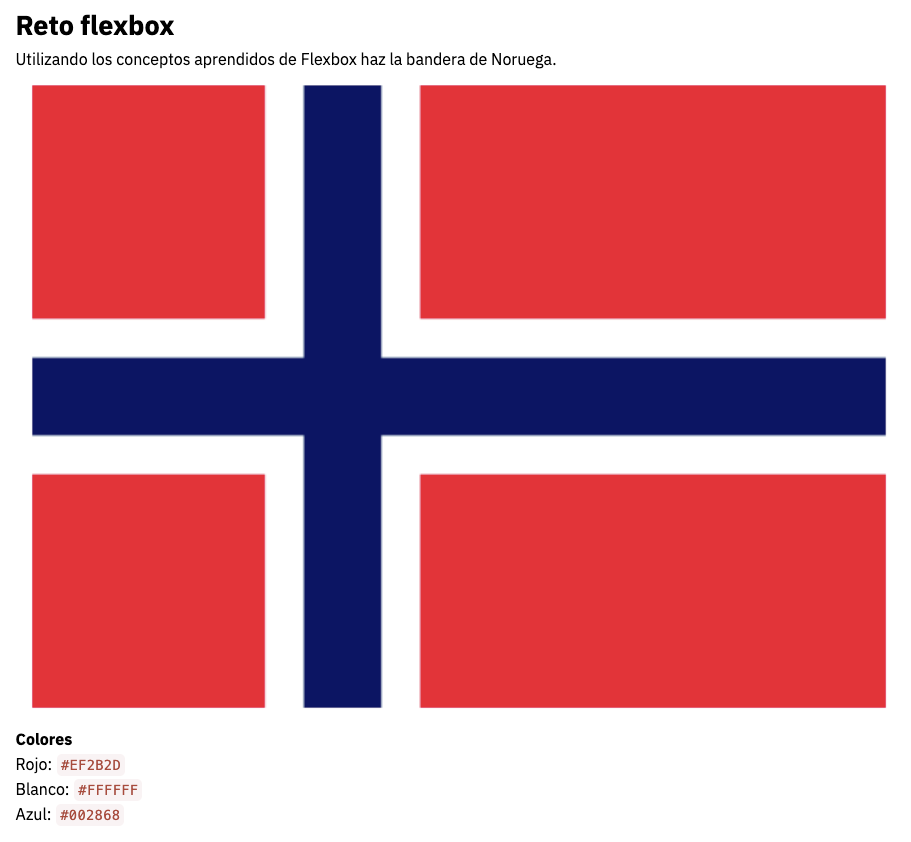 Reto flexbox
Utilizando los conceptos aprendidos de Flexbox haz la bandera de Noruega.
Colores
Rojo: #EF2B2D
Blanco: #FFFFFF
Azul: #002868